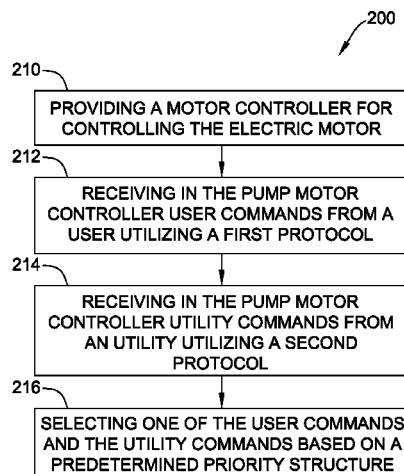 200
210
PROVIDING A MOTOR CONTROLLER FOR
CONTROLLING THE ELECTRIC MOTOR
212
RECEIVING IN THE PUMP MOTOR
CONTROLLER USER COMMANDS FROM A
USER UTILIZING A FIRST PROTOCOL
214
RECEIVING IN THE PUMP MOTOR
CONTROLLER UTILITY COMMANDS FROM
AN UTILITY UTILIZING A SECOND
PROTOCOL
216
SELECTING ONE OF THE USER COMMANDS
AND THE UTILITY COMMANDS BASED ON A
PREDETERMINED PRIORITY STRUCTURE